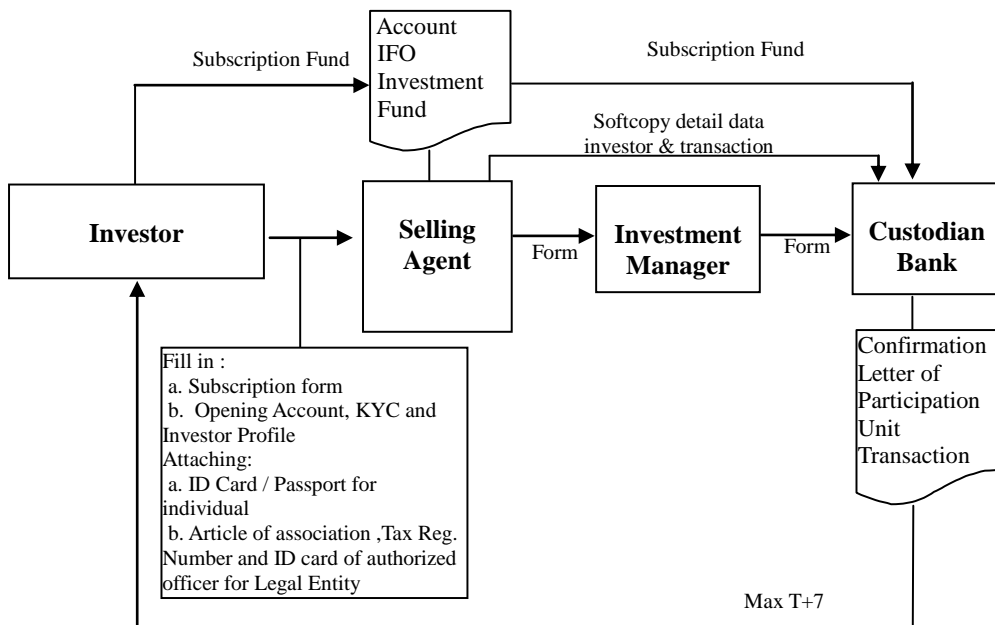 Account
IFO
Investment
Fund
Subscription Fund
Subscription Fund
Softcopy detail data
investor & transaction
Investor
Selling
Agent
Form
Investment
Manager
Form
Custodian
Bank
Fill in :
a. Subscription form
b. Opening Account, KYC and
Investor Profile
Attaching:
a. ID Card / Passport for
individual
b. Article of association ,Tax Reg.
Number and ID card of authorized
officer for Legal Entity
Confirmation
Letter of
Participation
Unit
Transaction
Max T+7